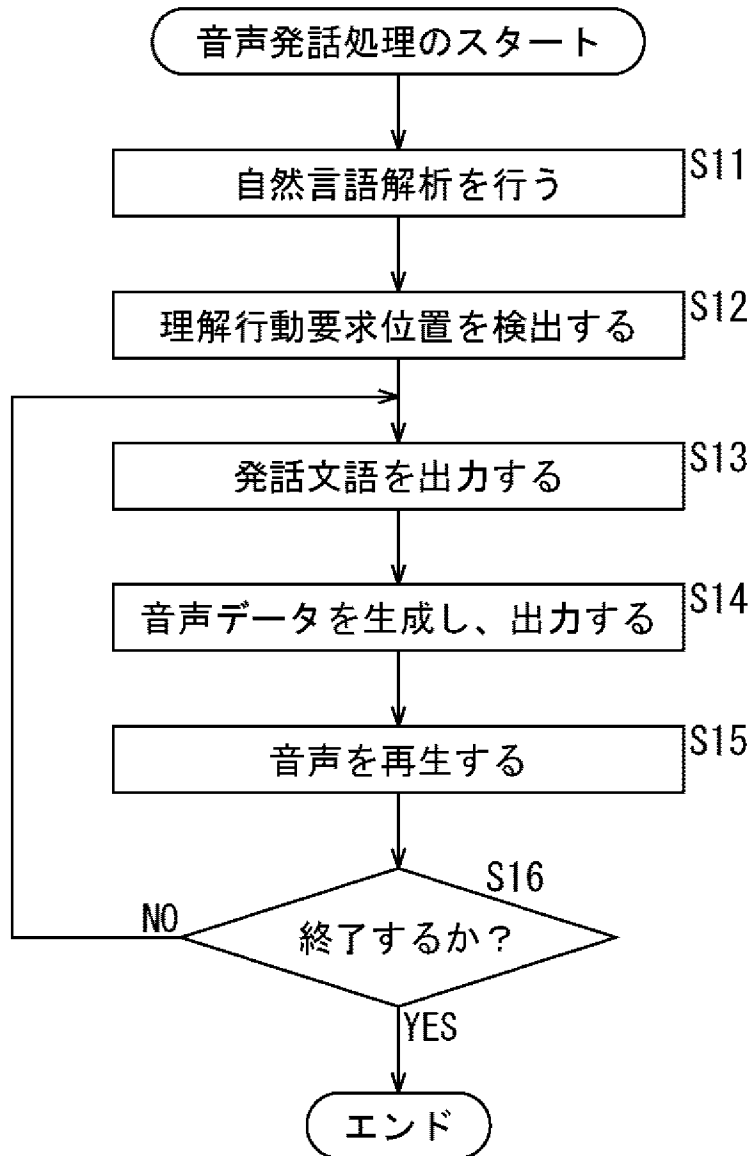 音声発話処理のスタート
自然言語解析を行う
S11
理解行動要求位置を検出する
S12
発話文語を出力する
S13
音声データを生成し、出力する
S14
音声を再生する
S15
S16
終了するか?
NO
YES
エンド